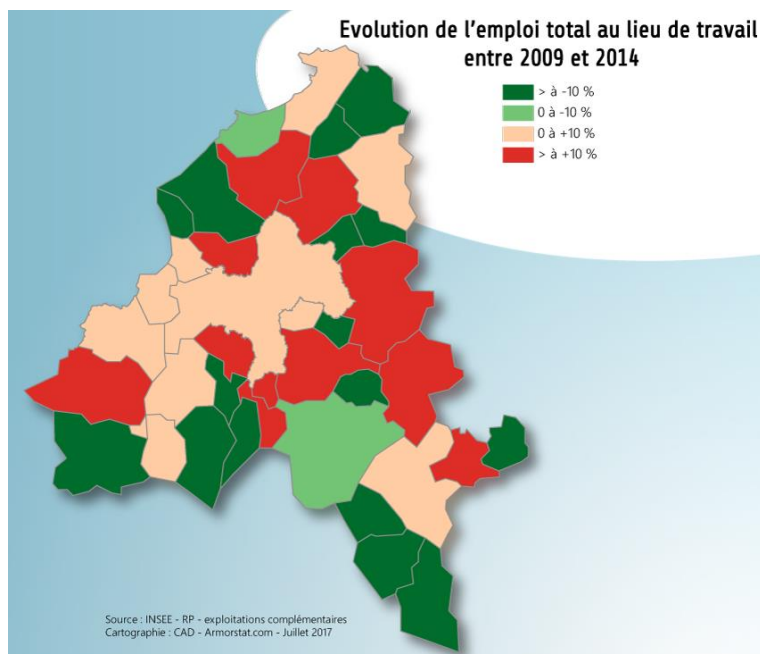 Evolution de l'emploi total au lieu de travail
entre 2009 et 2014
> à -10 %
0 à -10 %
0 à +10 %
> à +10 %
Source : INSEE - RP - exploitations complémentaires
Cartographie : CAD - Armorstat.com - Juillet 2017